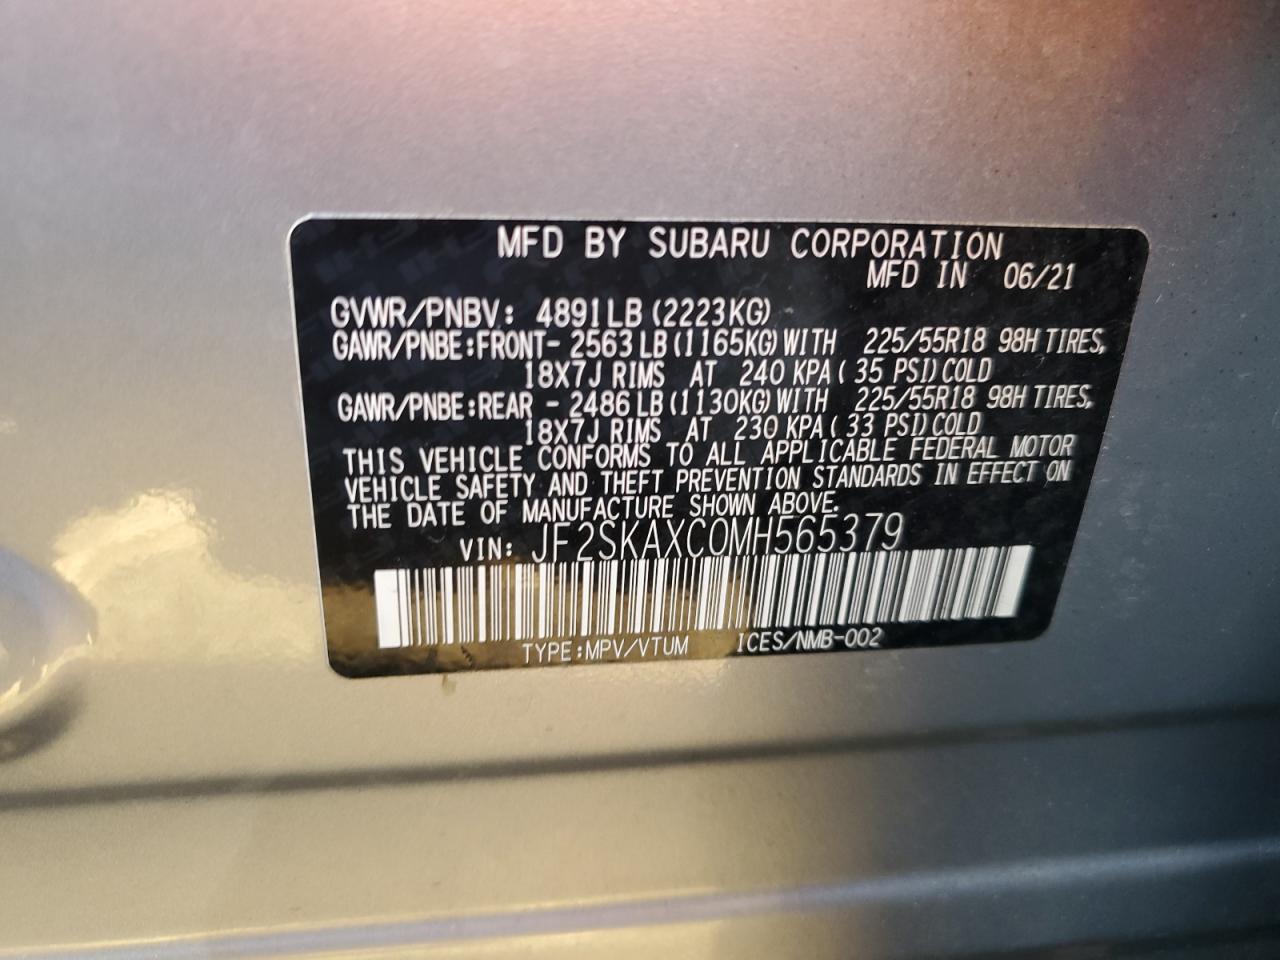 MFD BY SUBARU CORPORATION
MFD IN 06/21
GVWR/PNBV: 4891LB (2223KG)
GAWR/PNBE:FRONT- 2563 LB (1165KG) WITH 225/55R18 98H TIRES,
18X7J RIMS AT 240 KPA ( 35 PSI) COLD
GAWR/PNBE:REAR - 2486 LB (1130KG) WITH 225/55R18 98H TIRES,
18X7J RIMS AT 230 KPA ( 33 PSI) COLD
THIS VEHICLE CONFORMS TO ALL APPLICABLE FEDERAL MOTOR
VEHICLE SAFETY AND THEFT PREVENTION STANDARDS IN EFFECT ON
THE DATE OF MANUFACTURE SHOWN ABOVE.
VIN: JF2SKAXC0MH565379
TYPE:MPV/VTUM ICES/NMB-002